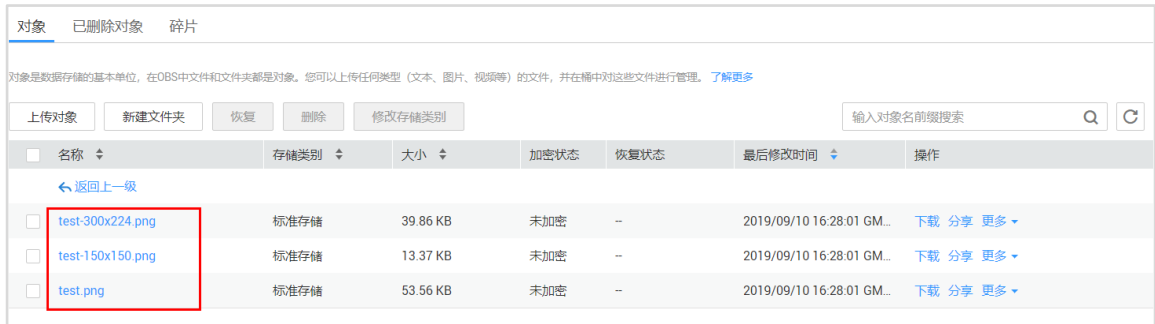 对象 已删除对象 碎片
对象是数据存储的基本单位，在OBS中文件和文件夹都是对象。您可以上传任何类型（文本、图片、视频等）的文件，并在桶中对这些文件进行管理。 了解更多
上传对象 新建文件夹 恢复 删除 修改存储类别 输入对象名前缀搜索
名称 存储类别 大小 加密状态 恢复状态 最后修改时间 操作
返回上一级
test-300x224.png 标准存储 39.86 KB 未加密 -- 2019/09/10 16:28:01 GM... 下载 分享 更多
test-150x150.png 标准存储 13.37 KB 未加密 -- 2019/09/10 16:28:01 GM... 下载 分享 更多
test.png 标准存储 53.56 KB 未加密 -- 2019/09/10 16:28:01 GM... 下载 分享 更多